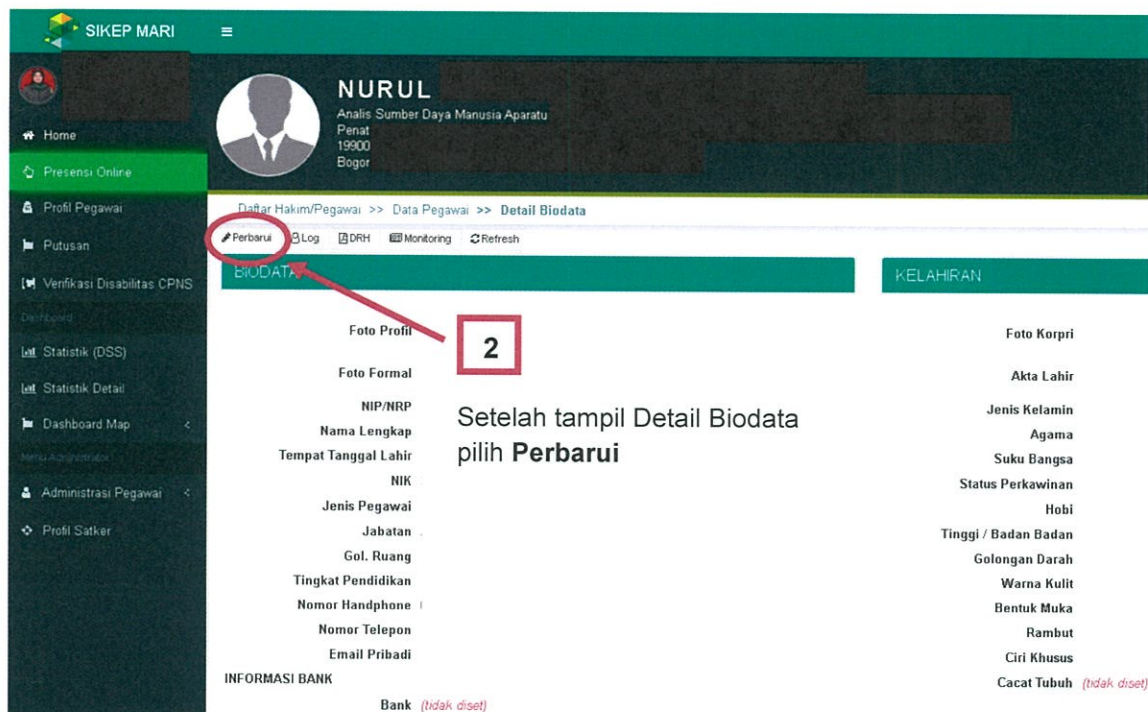 SIKEP MARI
NURUL
Analis Sumber Daya Manusia Aparatu
Penat
19900
Bogor
Home
Presensi Online
Profil Pegawai
Putusan
Verifikasi Disabilitas CPNS
Dashboard
Statistik (DSS)
Statistik Detail
Dashboard Map
Menu Administrator
Administrasi Pegawai
Profil Satker
Daftar Hakim/Pegawai >> Data Pegawai >> Detail Biodata
Perbarui Log DRH Monitoring Refresh
BIODATA
Foto Profil
Foto Formal
NIP/NRP
Nama Lengkap
Tempat Tanggal Lahir
NIK
Jenis Pegawai
Jabatan
Gol. Ruang
Tingkat Pendidikan
Nomor Handphone
Nomor Telepon
Email Pribadi
INFORMASI BANK
Bank (tidak diset)
2
Setelah tampil Detail Biodata
pilih Perbarui
KELAHIRAN
Foto Korpri
Akta Lahir
Jenis Kelamin
Agama
Suku Bangsa
Status Perkawinan
Hobi
Tinggi / Badan Badan
Golongan Darah
Warna Kulit
Bentuk Muka
Rambut
Ciri Khusus
Cacat Tubuh (tidak diset)